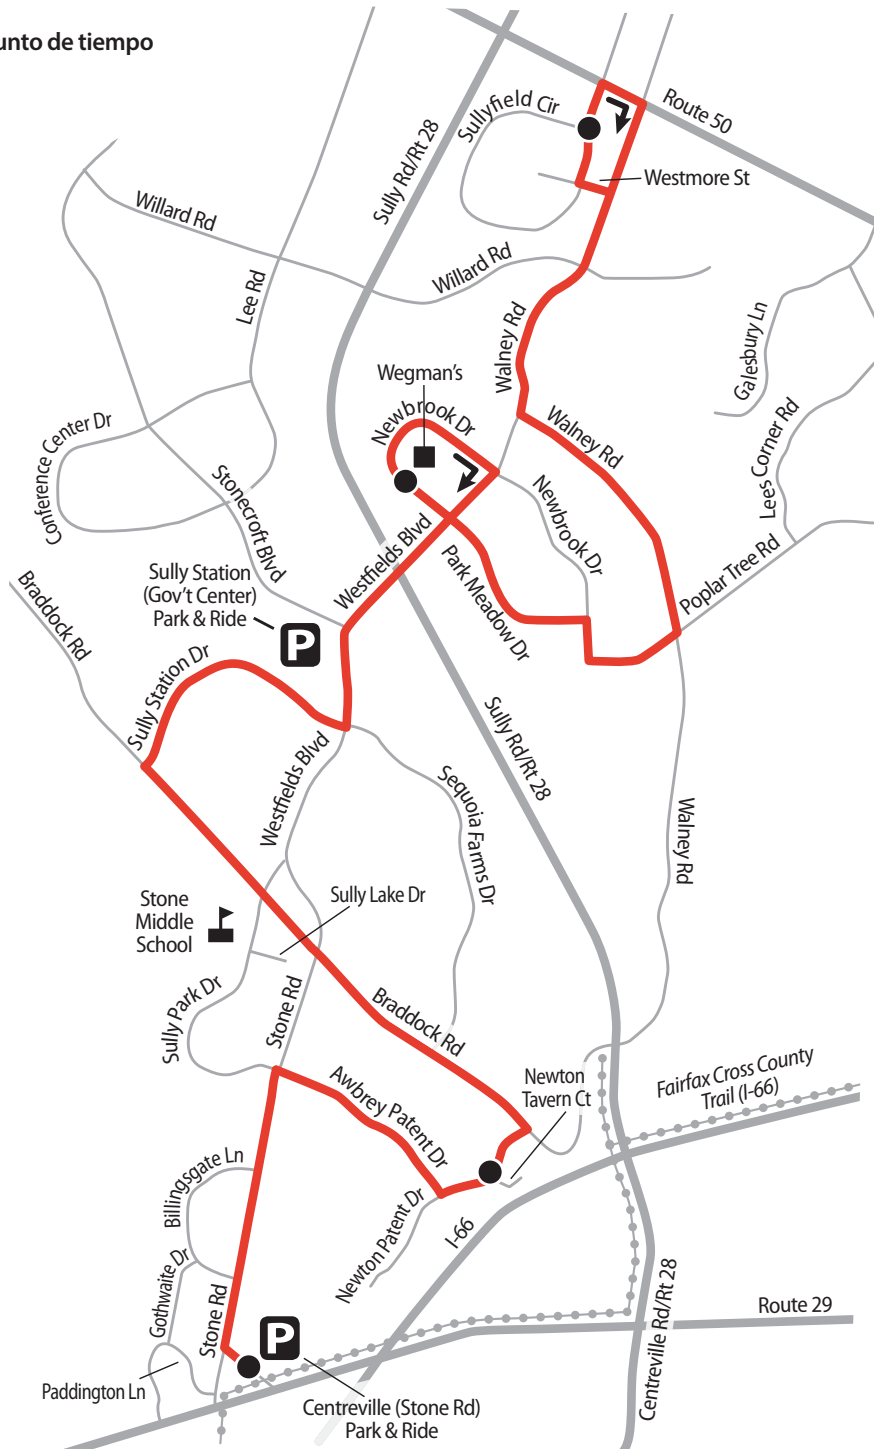 unto de tiempo
Route 50
Sullyfield Cir
Sully Rd/Rt 28
Westmore St
Willard Rd
Willard Rd
Lee Rd
Walney Rd
Galesbury Ln
Wegman's
Newbrook Dr
Walney Rd
Lees Corner Rd
Conference Center Dr
Stonecroft Blvd
Newbrook Dr
Westfields Blvd
Park Meadow Dr
Poplar Tree Rd
Braddock Rd
Sully Station
(Gov't Center)
Park & Ride
P
Sully Station Dr
Westfields Blvd
Sully Rd/Rt 28
Sequoia Farms Dr
Walney Rd
Stone
Middle
School
Sully Lake Dr
Sully Park Dr
Stone Rd
Braddock Rd
Awbrey Patent Dr
Newton
Tavern Ct
Fairfax Cross County
Trail (I-66)
Billingsgate Ln
Newton Patent Dr
I-66
Gothwaite Dr
Stone Rd
P
Centreville Rd/Rt 28
Route 29
Paddington Ln
Centreville (Stone Rd)
Park & Ride